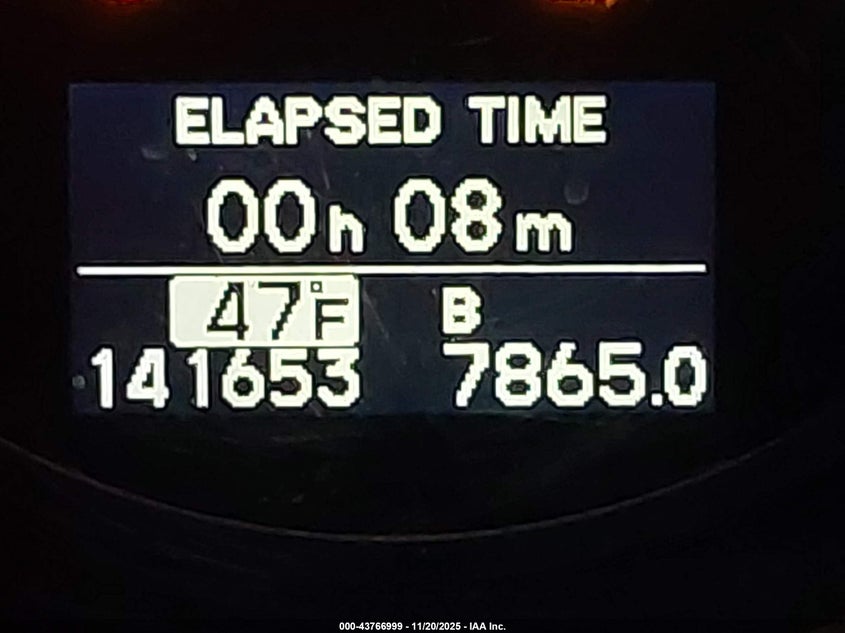 ELAPSED TIME
00h 08m
47°F B
141653 7865.0
000-43766999 - 11/20/2025 - IAA Inc.